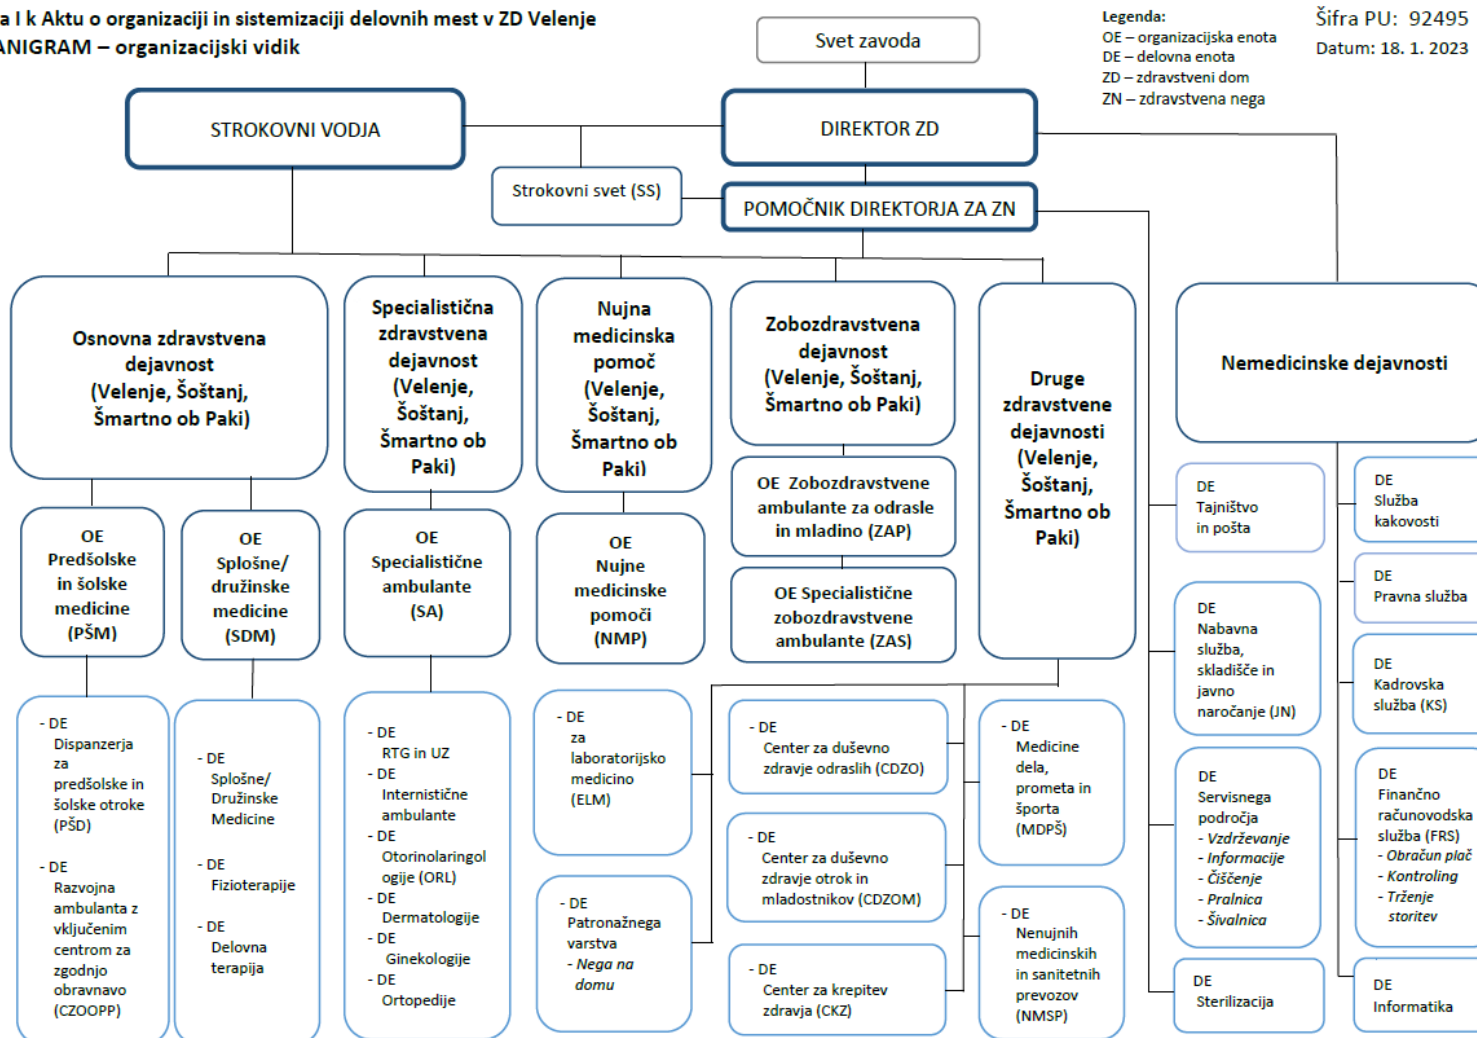 a I k Aktu o organizaciji in sistemizaciji delovnih mest v ZD Velenje
ANIGRAM – organizacijski vidik
Legenda:
OE – organizacijska enota
DE – delovna enota
ZD – zdravstveni dom
ZN – zdravstvena nega
Šifra PU: 92495
Datum: 18. 1. 2023
Svet zavoda
STROKOVNI VODJA
DIREKTOR ZD
Strokovni svet (SS)
POMOČNIK DIREKTORJA ZA ZN
Osnovna zdravstvena
dejavnost
(Velenje, Šoštanj,
Šmartno ob Paki)
Specialistična
zdravstvena
dejavnost
(Velenje,
Šoštanj,
Šmartno ob
Paki)
Nujna
medicinska
pomoč
(Velenje,
Šoštanj,
Šmartno ob
Paki)
Zobozdravstvena
dejavnost
(Velenje, Šoštanj,
Šmartno ob Paki)
Druge
zdravstvene
dejavnosti
(Velenje,
Šoštanj,
Šmartno ob
Paki)
Nemedicinske dejavnosti
OE
Predšolske
in šolske
medicine
(PŠM)
OE
Splošne/
družinske
medicine
(SDM)
OE
Specialistične
ambulante
(SA)
OE
Nujne
medicinske
pomoči
(NMP)
OE Zobozdravstvene
ambulante za odrasle
in mladino (ZAP)
OE Specialistične
zobozdravstvene
ambulante (ZAS)
- DE
Dispanzerja
za
predšolske in
šolske otroke
(PŠD)
- DE
Razvojna
ambulanta z
vključenim
centrom za
zgodnjo
obravnavo
(CZOOPP)
- DE
Splošne/
Družinske
Medicine
- DE
Fizioterapije
- DE
Delovna
terapija
- DE
RTG in UZ
- DE
Internistične
ambulante
- DE
Otorinolaringol
ogije (ORL)
- DE
Dermatologije
- DE
Ginekologije
- DE
Ortopedije
- DE
za
laboratorijsko
medicino
(ELM)
- DE
Patronažnega
varstva
- Nega na
domu
- DE
Center za duševno
zdravje odraslih (CDZO)
- DE
Center za duševno
zdravje otrok in
mladostnikov (CDZOM)
- DE
Center za krepitev
zdravja (CKZ)
- DE
Medicine
dela,
prometa in
športa
(MDPŠ)
- DE
Nenujnih
medicinskih
in sanitetnih
prevozov
(NMSP)
DE
Tajništvo
in pošta
DE
Nabavna
služba,
skladišče in
javno
naročanje (JN)
DE
Servisnega
področja
- Vzdrževanje
- Informacije
- Čiščenje
- Pralnica
- Šivalnica
DE
Sterilizacija
DE
Služba
kakovosti
DE
Pravna služba
DE
Kadrovska
služba (KS)
DE
Finančno
računovodska
služba (FRS)
- Obračun plač
- Kontroling
- Trženje
storitev
DE
Informatika